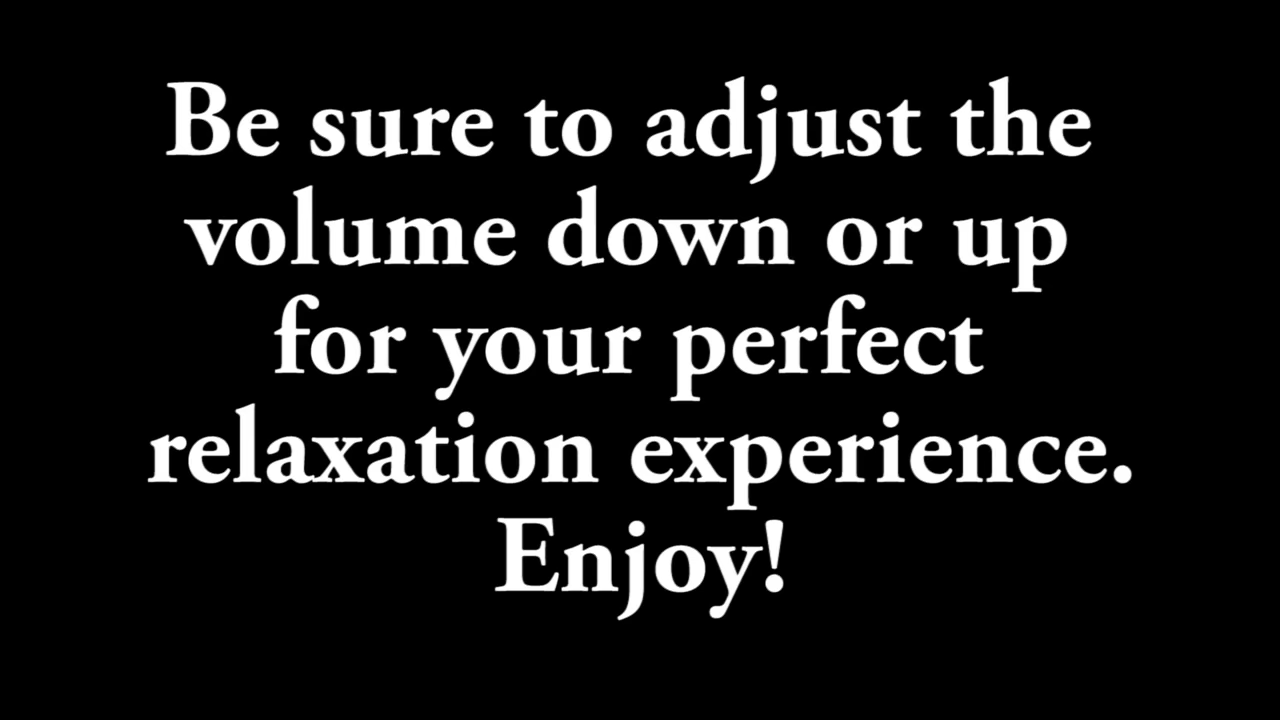 Be sure to adjust the
volume down or up
for your perfect
relaxation experience.
Enjoy!